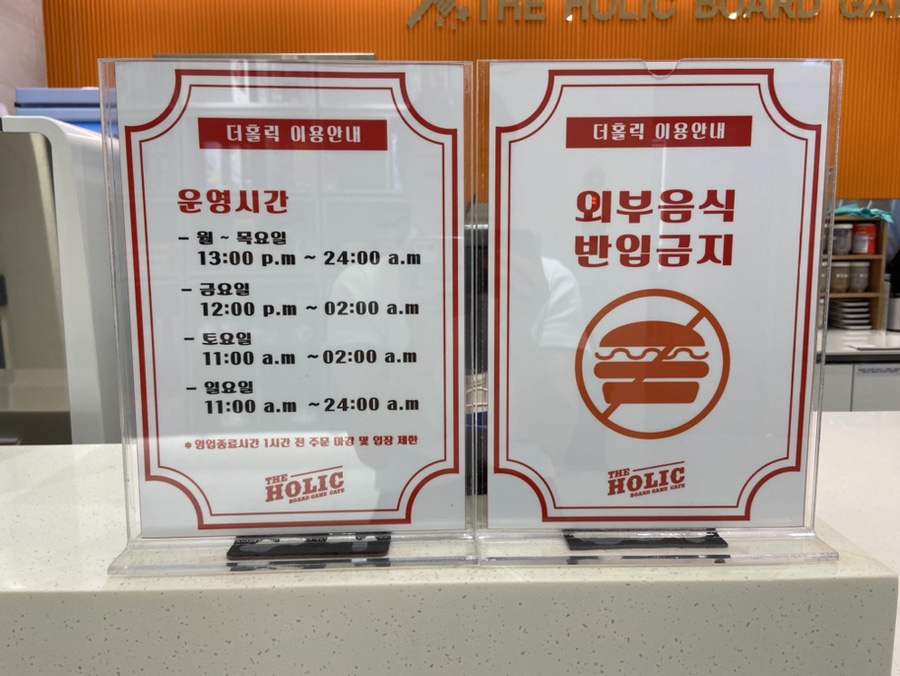 THE HOLIC BOARD GA
더홀릭 이용안내
운영시간
- 월 ~ 목요일
13:00 p.m ~ 24:00 a.m
- 금요일
12:00 p.m ~ 02:00 a.m
- 토요일
11:00 a.m ~ 02:00 a.m
- 일요일
11:00 a.m ~ 24:00 a.m
* 영업종료시간 1시간 전 주문 마감 및 입장 제한
THE
HOLIC
BOARD GAME CAFE
더홀릭 이용안내
외부음식
반입금지
THE
HOLIC
BOARD GAME CAFE